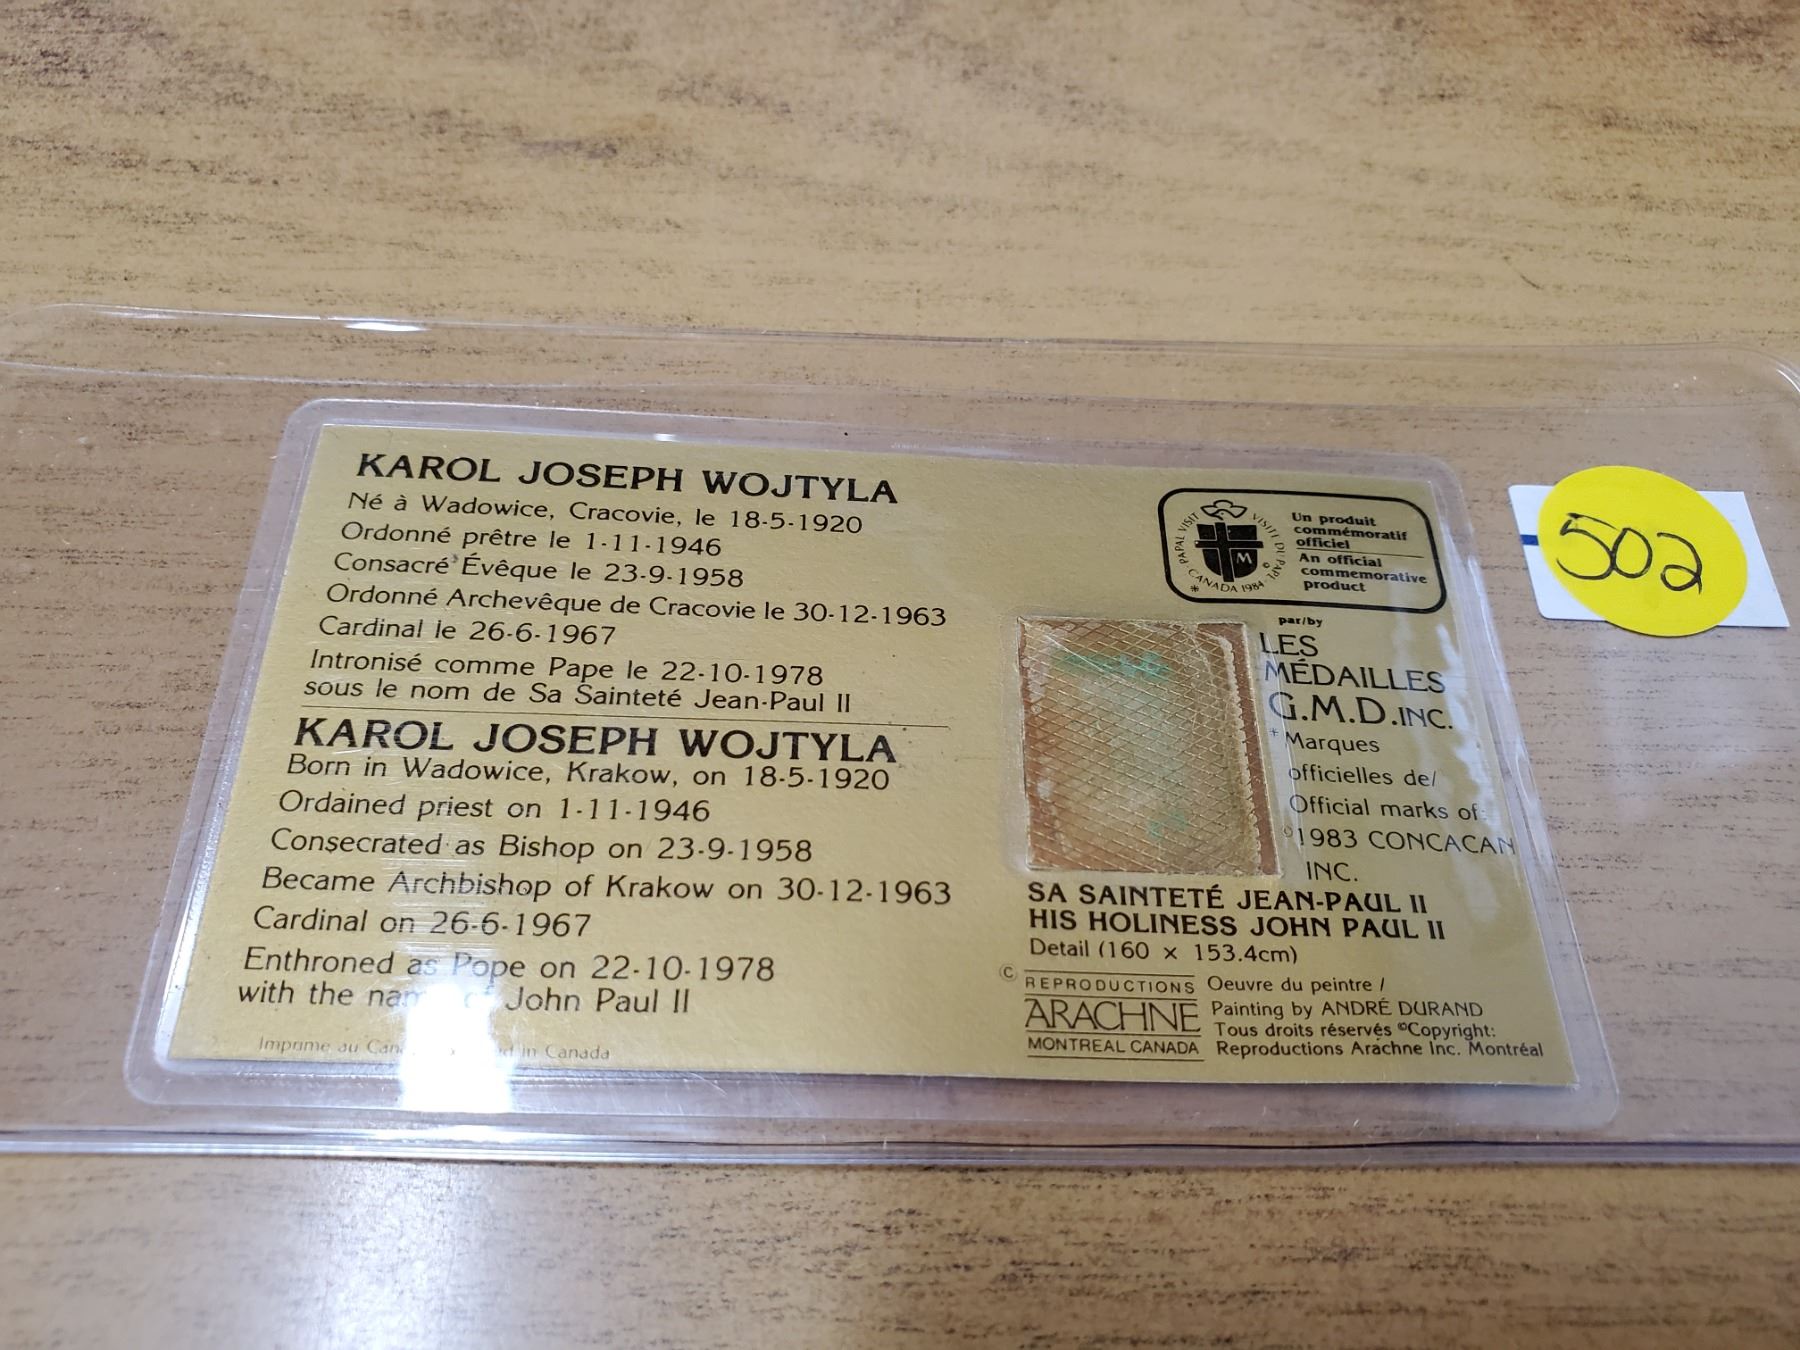 KAROL JOSEPH WOJTYLA
Né à Wadowice, Cracovie, le 18-5-1920
Ordonné prêtre le 1-11-1946
Consacré Évêque le 23-9-1958
Ordonné Archevêque de Cracovie le 30-12-1963
Cardinal le 26-6-1967
Intronisé comme Pape le 22-10-1978
sous le nom de Sa Sainteté Jean-Paul II
KAROL JOSEPH WOJTYLA
Born in Wadowice, Krakow, on 18-5-1920
Ordained priest on 1-11-1946
Consecrated as Bishop on 23-9-1958
Became Archbishop of Krakow on 30-12-1963
Cardinal on 26-6-1967
Enthroned as Pope on 22-10-1978
with the name of John Paul II
Imprime au in Canada
PAPAL VISIT VISITE DU PAPE
* CANADA 1984 ©
M
Un produit
commémoratif
officiel
An official
commemorative
product
par/by
LES
MÉDAILLES
G.M.D. INC.
* Marques
officielles de/
Official marks of:
©1983 CONCACAN
INC.
SA SAINTETÉ JEAN-PAUL II
HIS HOLINESS JOHN PAUL II
Detail (160 x 153.4cm)
© REPRODUCTIONS
ARACHNE
MONTREAL CANADA
Oeuvre du peintre /
Painting by ANDRÉ DURAND
Tous droits réservés ©Copyright:
Reproductions Arachne Inc. Montréal
502